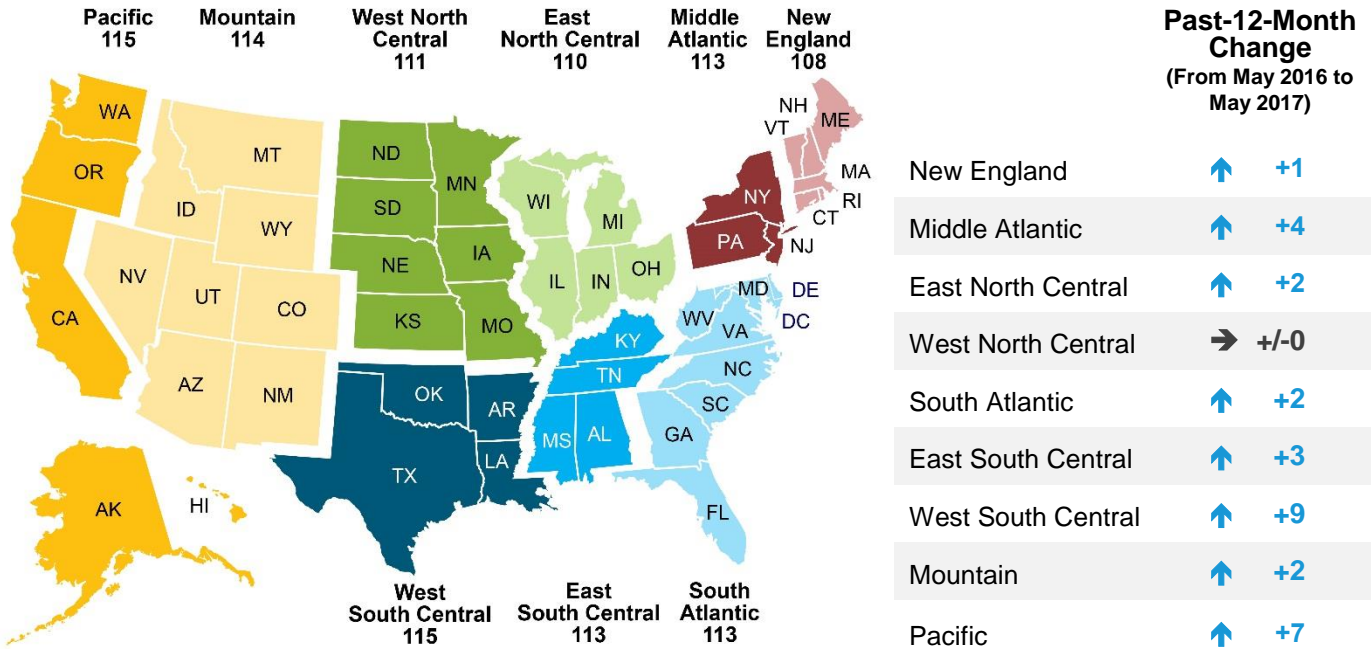 Pacific
115
Mountain
114
West North
Central
111
East
North Central
110
Middle
Atlantic
113
New
England
108
WA
OR
CA
AK
HI
MT
ID
WY
NV
UT
CO
AZ
NM
ND
MN
SD
NE
IA
KS
MO
WI
MI
IL
IN
OH
NY
PA
NJ
NH
VT
ME
MA
RI
CT
MD
DE
DC
WV
VA
NC
SC
GA
FL
KY
TN
MS
AL
OK
AR
TX
LA
West
South Central
115
East
South Central
113
South
Atlantic
113
Past-12-Month
Change
(From May 2016 to
May 2017)
New England +1
Middle Atlantic +4
East North Central +2
West North Central +/-0
South Atlantic +2
East South Central +3
West South Central +9
Mountain +2
Pacific +7